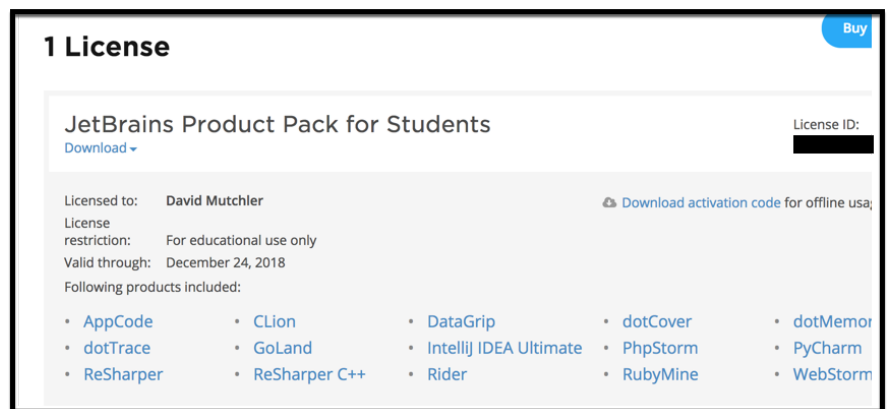 Buy
1 License
JetBrains Product Pack for Students
License ID:
Download
Licensed to: David Mutchler
Download activation code for offline usa
License
restriction: For educational use only
Valid through: December 24, 2018
Following products included:
• AppCode • CLion • DataGrip • dotCover • dotMemor
• dotTrace • GoLand • IntelliJ IDEA Ultimate • PhpStorm • PyCharm
• ReSharper • ReSharper C++ • Rider • RubyMine • WebStorm